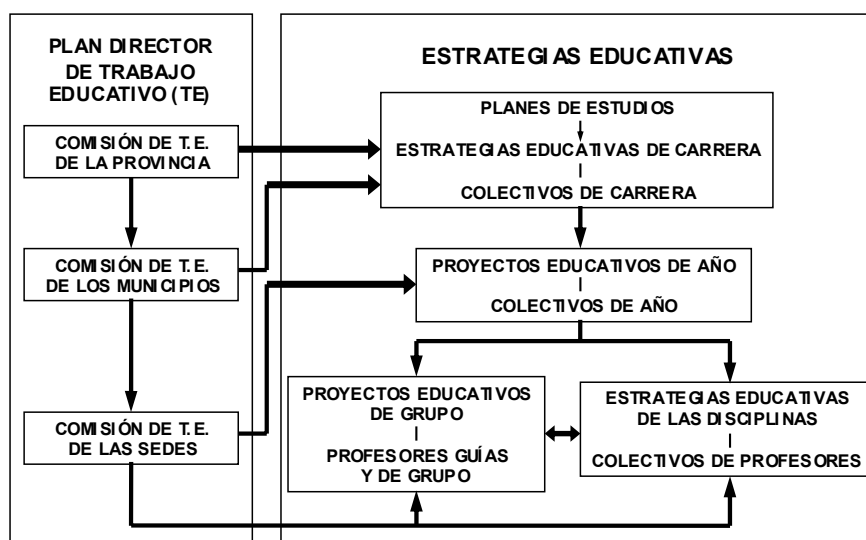 PLAN DIRECTOR
DE TRABAJO
EDUCATIVO (TE)
COMISIÓN DE T. E.
DE LA PROVINCIA
COMISIÓN DE T. E.
DE LOS MUNICIPIOS
COMISIÓN DE T. E.
DE LAS SEDES
ESTRATEGIAS EDUCATIVAS
PLANES DE ESTUDIOS
ESTRATEGIAS EDUCATIVAS DE CARRERA
COLECTIVOS DE CARRERA
PROYECTOS EDUCATIVOS DE AÑO
COLECTIVOS DE AÑO
PROYECTOS EDUCATIVOS
DE GRUPO
PROFESORES GUÍAS
Y DE GRUPO
ESTRATEGIAS EDUCATIVAS
DE LAS DISCIPLINAS
COLECTIVOS DE PROFESORES